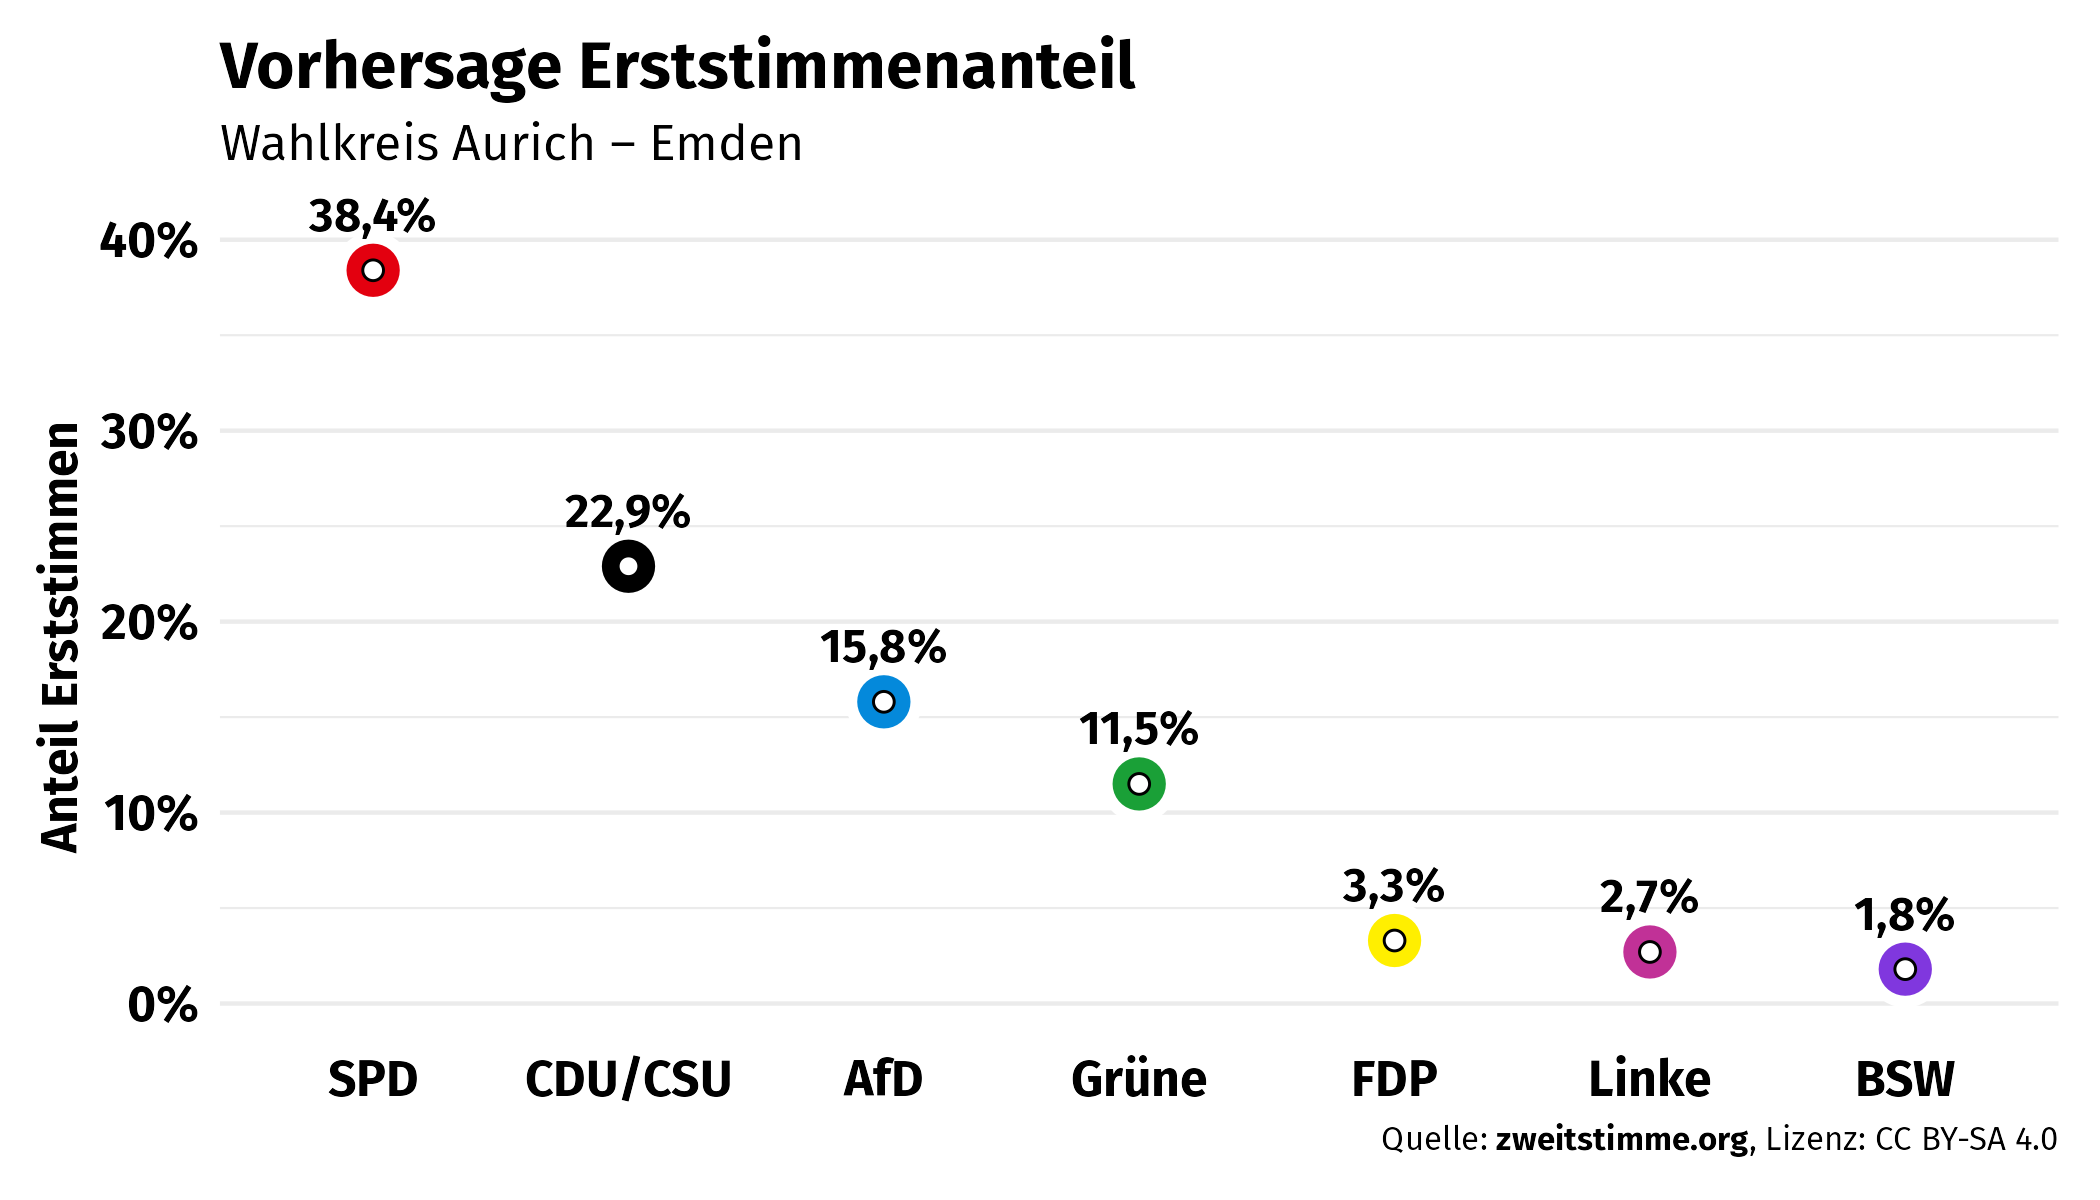 Vorhersage Erststimmenanteil
Wahlkreis Aurich – Emden
Anteil Erststimmen
40%
30%
20%
10%
0%
38,4%
22,9%
15,8%
11,5%
3,3%
2,7%
1,8%
SPD CDU/CSU AfD Grüne FDP Linke BSW
Quelle: zweitstimme.org, Lizenz: CC BY-SA 4.0